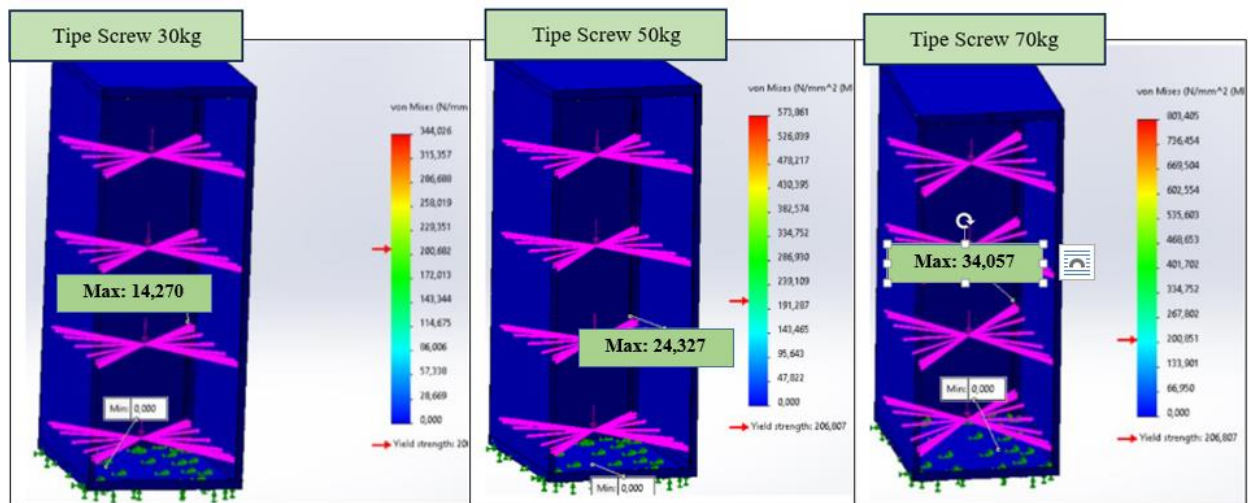 Tipe Screw 30kg
von Mises (N/mm
344,026
315,357
286,688
258,019
229,351
200,682
172,013
143,344
114,675
86,006
57,338
28,669
0,000
Yield strength: 20
Max: 14,270
Min: 0,000
Tipe Screw 50kg
von Mises (N/mm^2 (M
573,861
526,039
478,217
430,395
382,574
334,752
286,930
239,109
191,287
143,465
95,643
47,822
0,000
Yield strength: 206,807
Max: 24,327
Min: 0,000
Tipe Screw 70kg
von Mises (N/mm^2 (M
803,405
736,454
669,504
602,554
535,603
468,653
401,702
334,752
267,802
200,851
133,901
66,950
0,000
Yield strength: 206,807
Max: 34,057
Min: 0,000